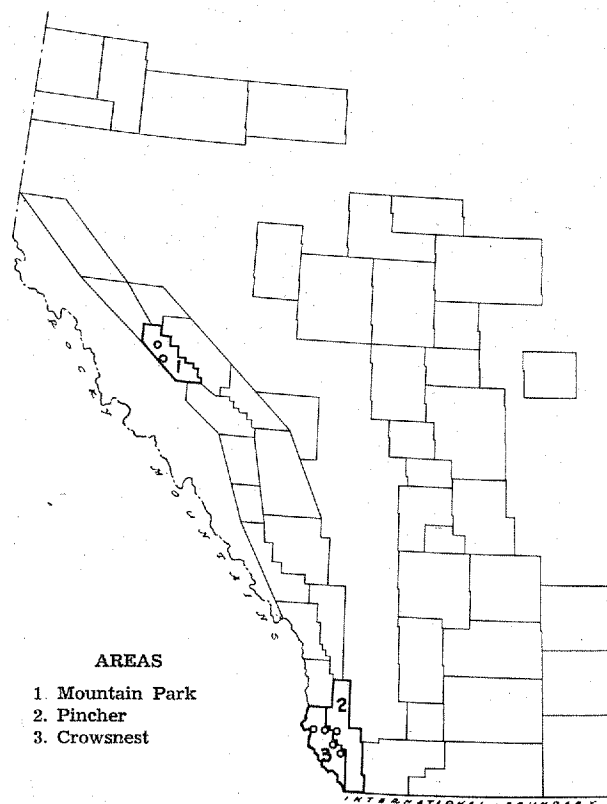 ROCKY MOUNTAINS
1
2
3
AREAS
1. Mountain Park
2. Pincher
3. Crowsnest
INTERNATIONAL BOUNDARY